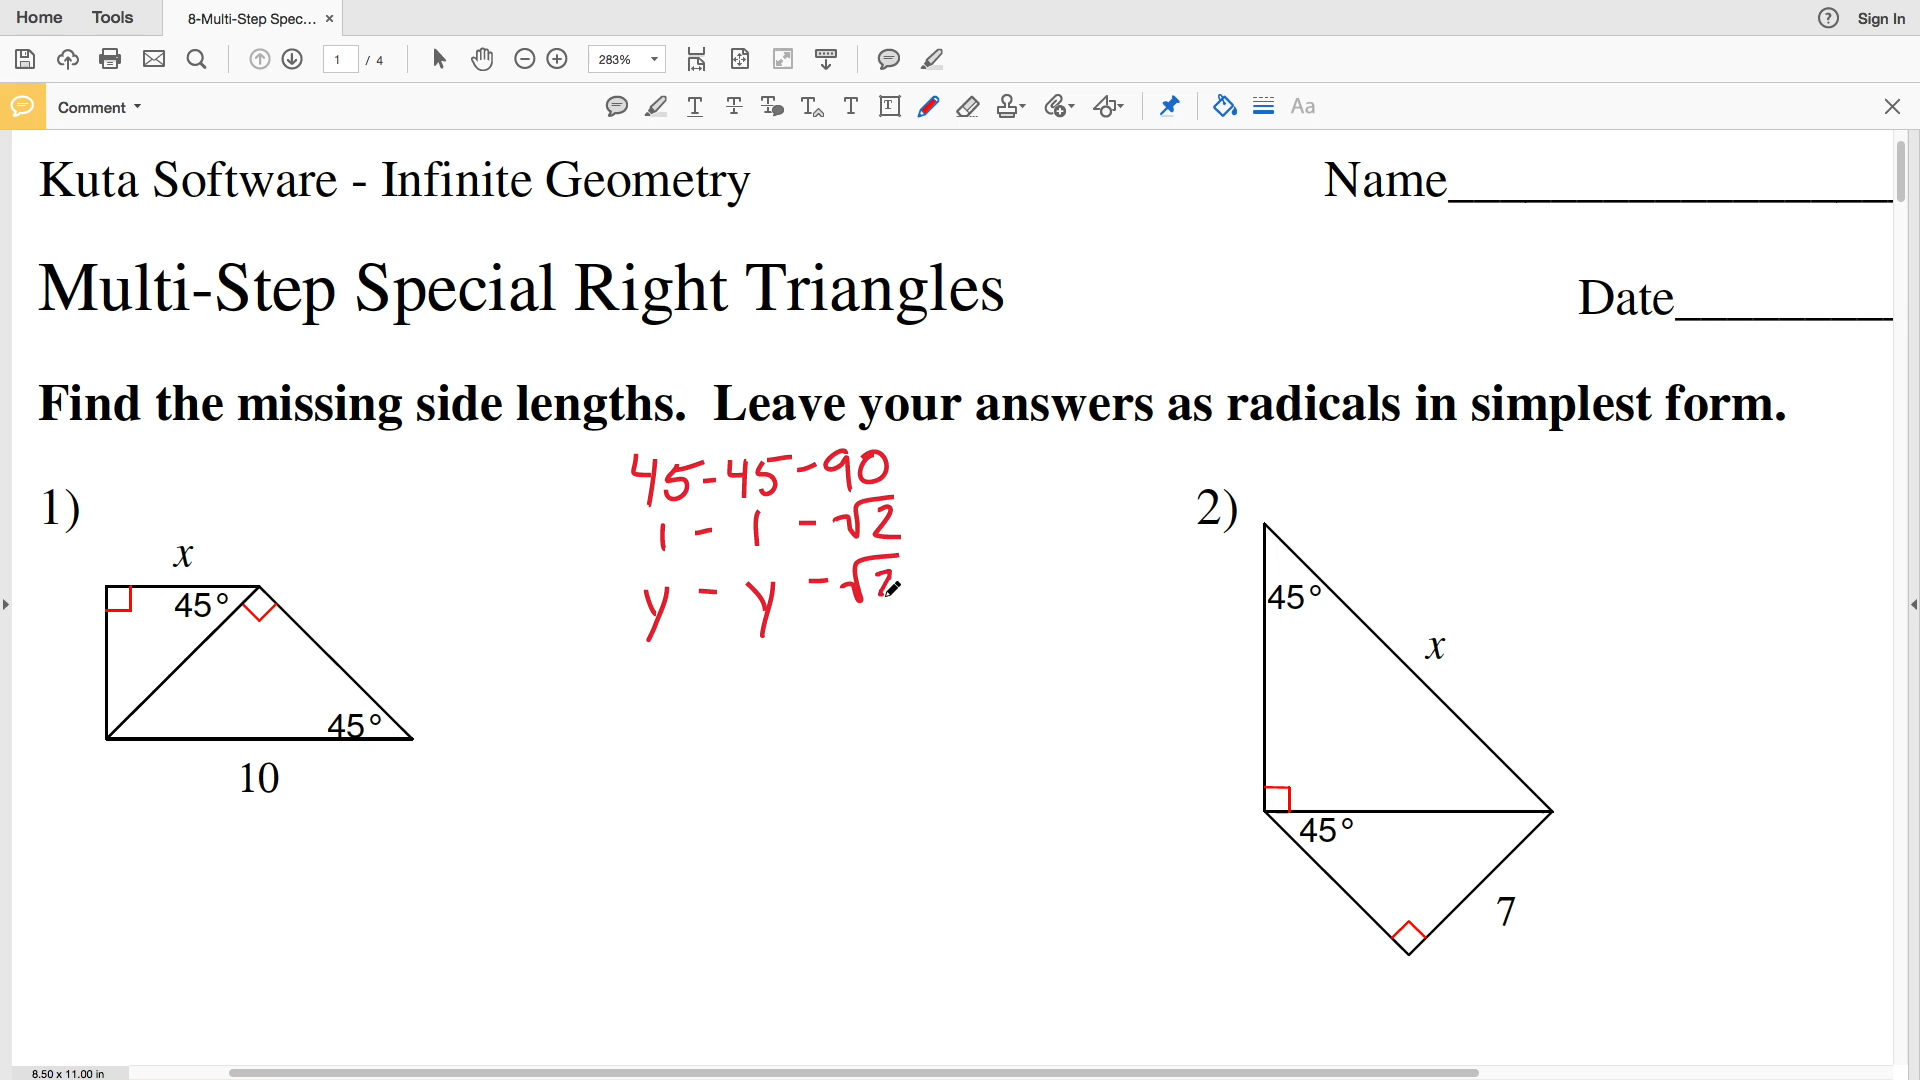 Home Tools 8-Multi-Step Spec... × ? Sign In
1 / 4 283%
Comment Aa
Kuta Software - Infinite Geometry Name
Multi-Step Special Right Triangles Date
Find the missing side lengths. Leave your answers as radicals in simplest form.
45-45-90
1 - 1 - √2
y - y - √2
1)
x
45°
45°
10
2)
45°
x
45°
7
8.50 x 11.00 in